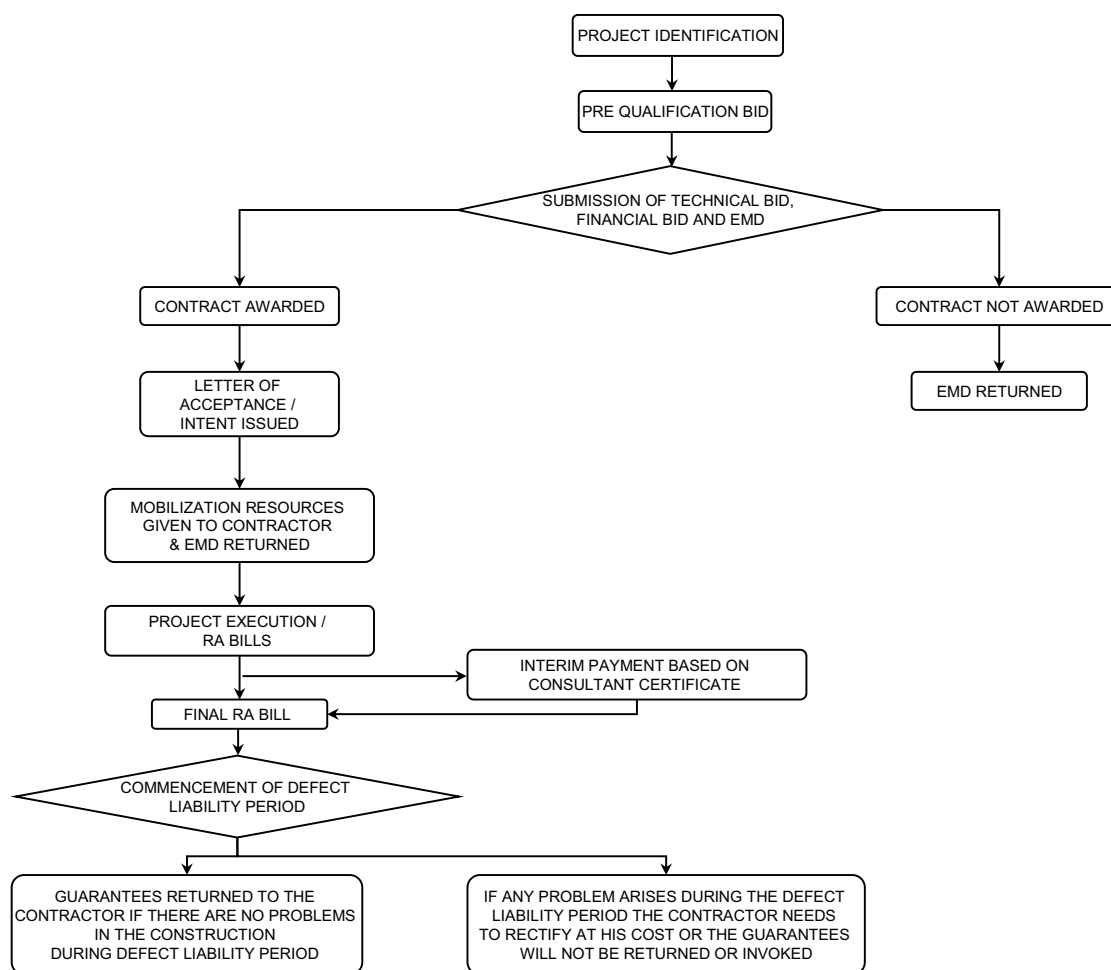 PROJECT IDENTIFICATION
PRE QUALIFICATION BID
SUBMISSION OF TECHNICAL BID,
FINANCIAL BID AND EMD
CONTRACT AWARDED
CONTRACT NOT AWARDED
LETTER OF
ACCEPTANCE /
INTENT ISSUED
EMD RETURNED
MOBILIZATION RESOURCES
GIVEN TO CONTRACTOR
& EMD RETURNED
PROJECT EXECUTION /
RA BILLS
INTERIM PAYMENT BASED ON
CONSULTANT CERTIFICATE
FINAL RA BILL
COMMENCEMENT OF DEFECT
LIABILITY PERIOD
GUARANTEES RETURNED TO THE
CONTRACTOR IF THERE ARE NO PROBLEMS
IN THE CONSTRUCTION
DURING DEFECT LIABILITY PERIOD
IF ANY PROBLEM ARISES DURING THE DEFECT
LIABILITY PERIOD THE CONTRACTOR NEEDS
TO RECTIFY AT HIS COST OR THE GUARANTEES
WILL NOT BE RETURNED OR INVOKED